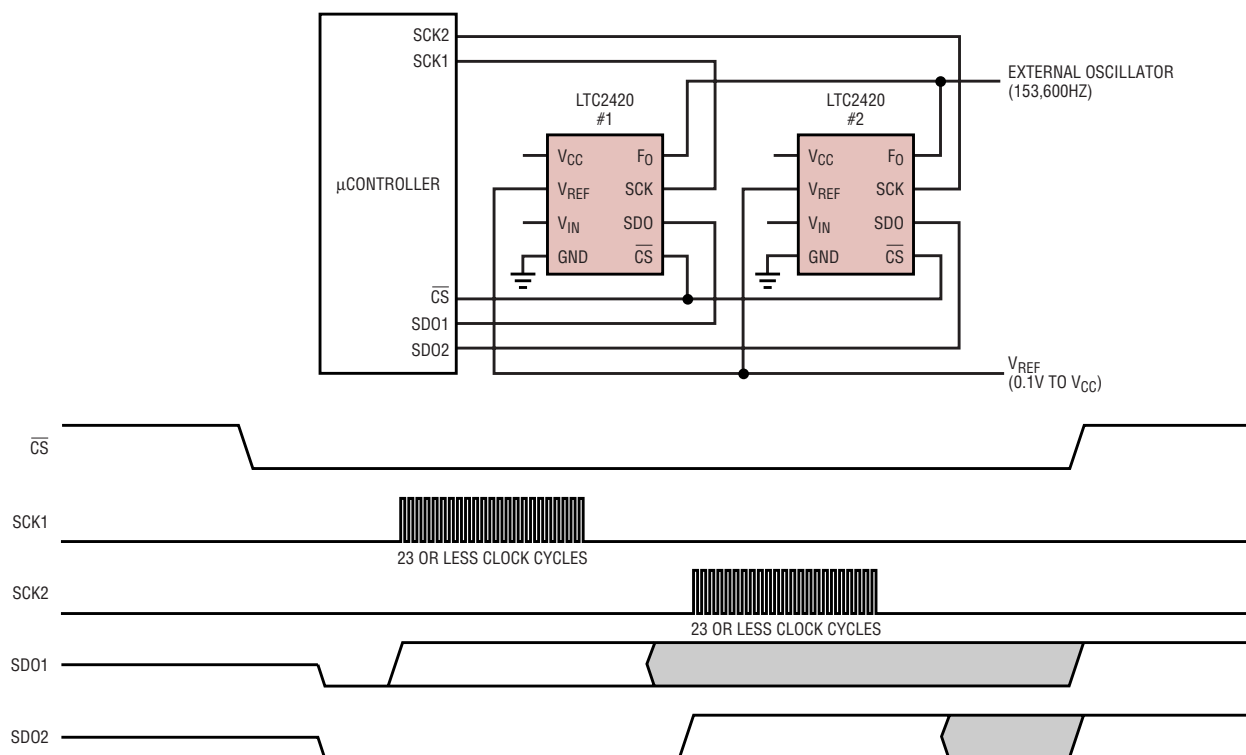 SCK2
SCK1
EXTERNAL OSCILLATOR
(153,600HZ)
LTC2420
#1
LTC2420
#2
µCONTROLLER
VCC
FO
VREF
SCK
VIN
SDO
GND
CS
VCC
FO
VREF
SCK
VIN
SDO
GND
CS
CS
SDO1
SDO2
VREF
(0.1V TO VCC)
CS
SCK1
23 OR LESS CLOCK CYCLES
SCK2
23 OR LESS CLOCK CYCLES
SDO1
SDO2